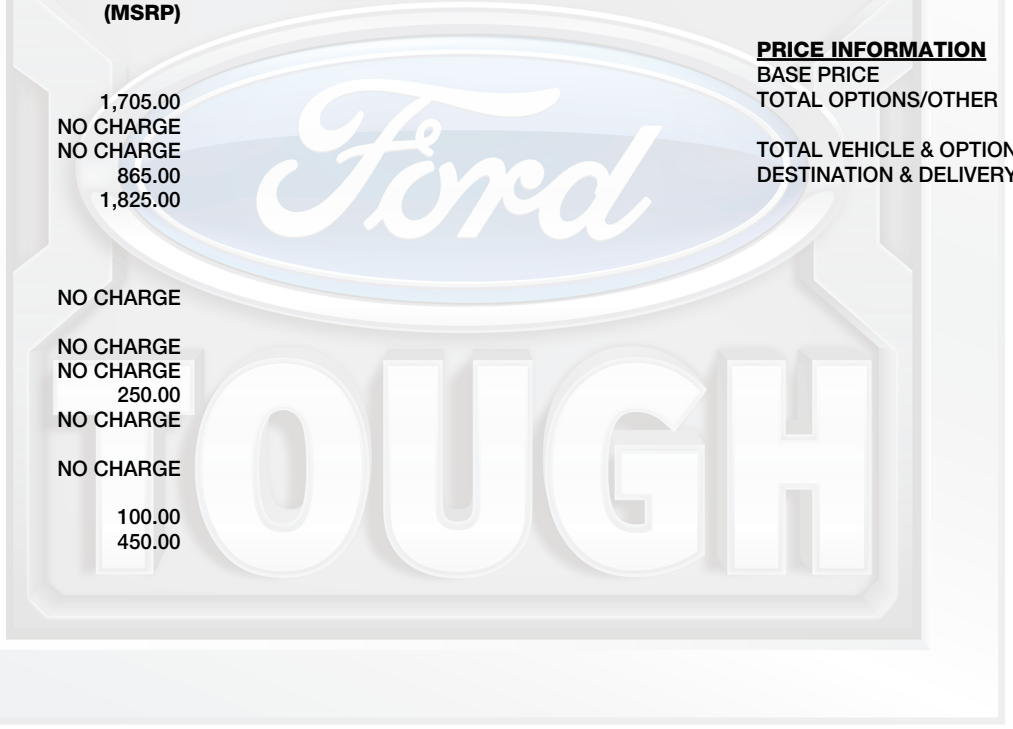 (MSRP)
1,705.00
NO CHARGE
NO CHARGE
865.00
1,825.00
NO CHARGE
NO CHARGE
NO CHARGE
250.00
NO CHARGE
NO CHARGE
100.00
450.00
PRICE INFORMATION
BASE PRICE
TOTAL OPTIONS/OTHER
TOTAL VEHICLE & OPTION
DESTINATION & DELIVERY
Ford
TOUGH